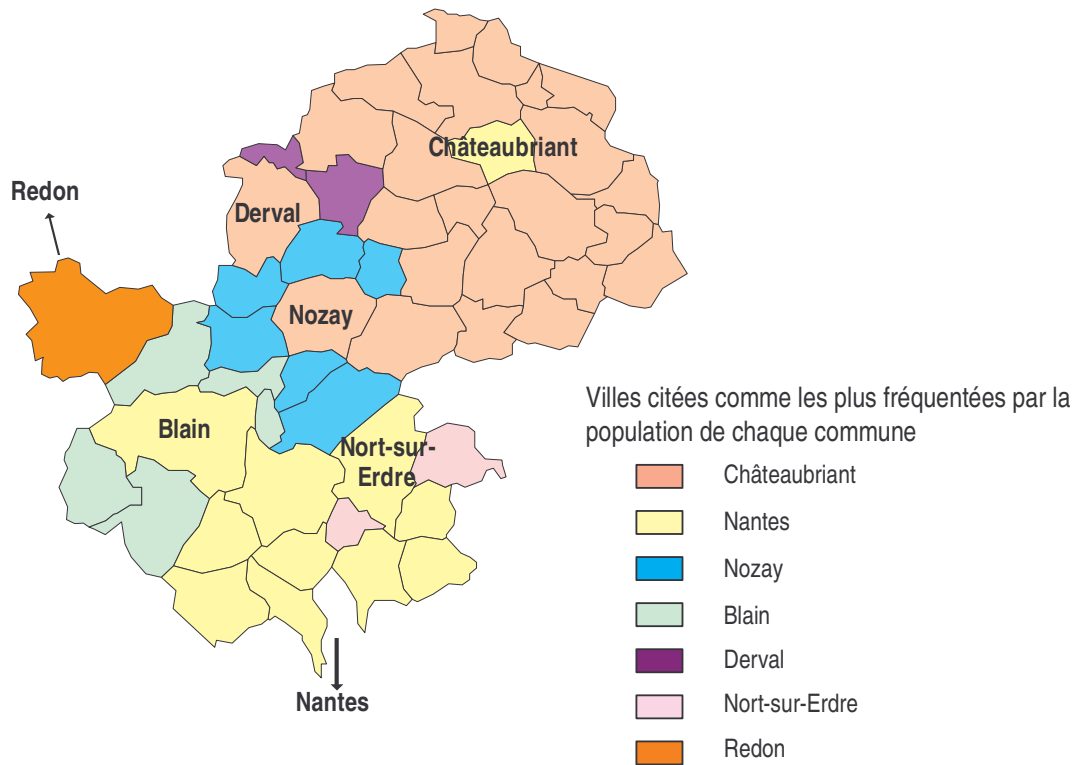 Châteaubriant
Redon
Derval
Nozay
Blain
Nort-sur-
Erdre
Nantes
Villes citées comme les plus fréquentées par la
population de chaque commune
Châteaubriant
Nantes
Nozay
Blain
Derval
Nort-sur-Erdre
Redon